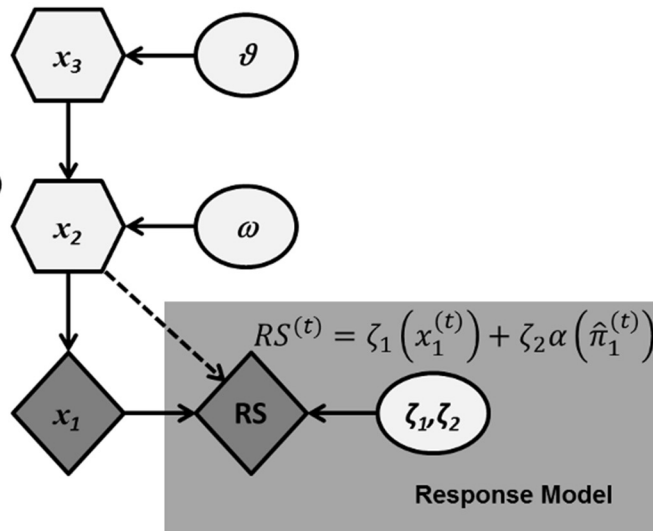 x₃
ϑ
x₂
ω
RS⁽ᵗ⁾ = ζ₁(x₁⁽ᵗ⁾) + ζ₂α(π̂₁⁽ᵗ⁾)
x₁
RS
ζ₁,ζ₂
Response Model